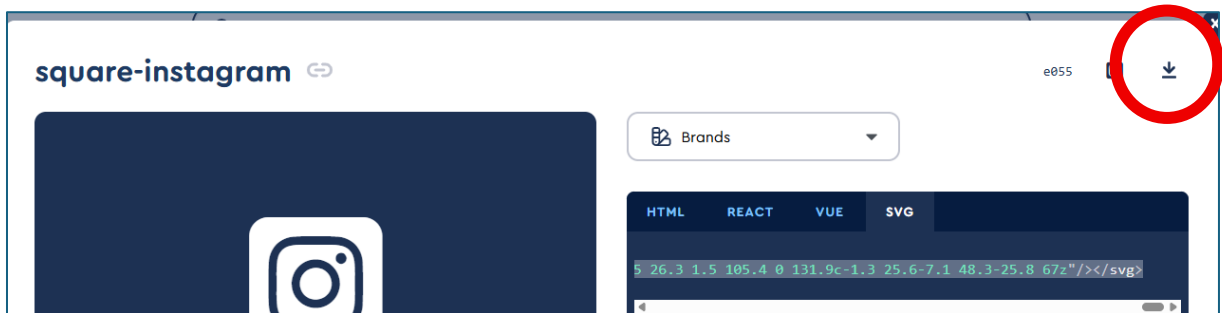 square-instagram
e055
Brands
HTML REACT VUE SVG
5 26.3 1.5 105.4 0 131.9c-1.3 25.6-7.1 48.3-25.8 67z"/></svg>